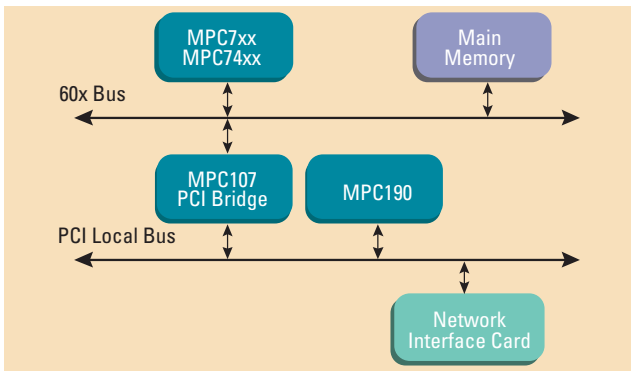 MPC7xx
MPC74xx
Main
Memory
60x Bus
MPC107
PCI Bridge
MPC190
PCI Local Bus
Network
Interface Card